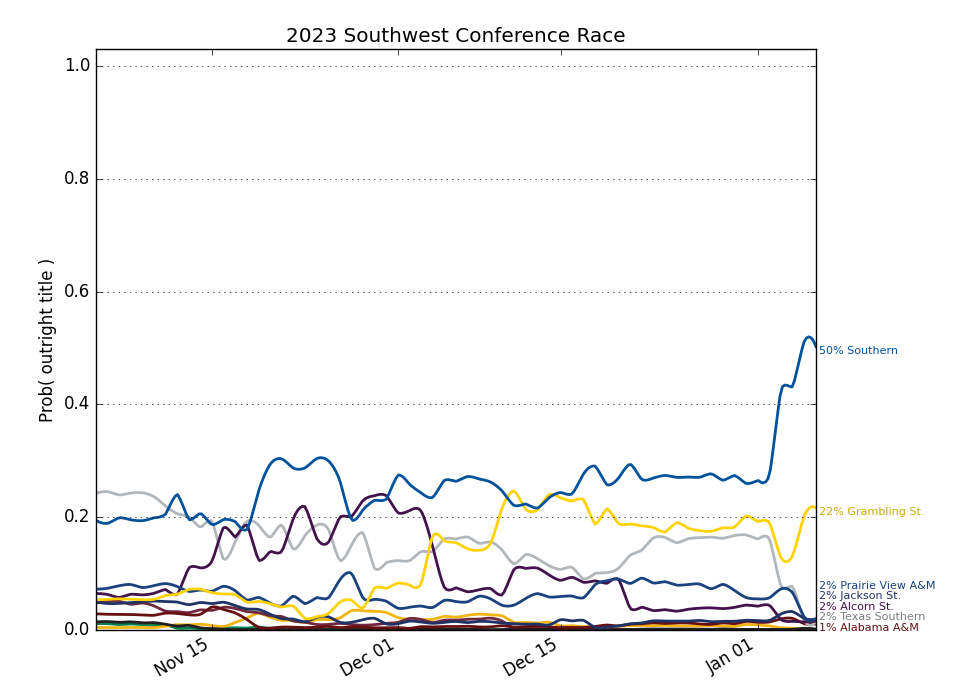 2023 Southwest Conference Race
Prob( outright title )
1.0
0.8
0.6
0.4
0.2
0.0
Nov 15
Dec 01
Dec 15
Jan 01
50% Southern
22% Grambling St.
2% Prairie View A&M
2% Jackson St.
2% Alcorn St.
2% Texas Southern
1% Alabama A&M